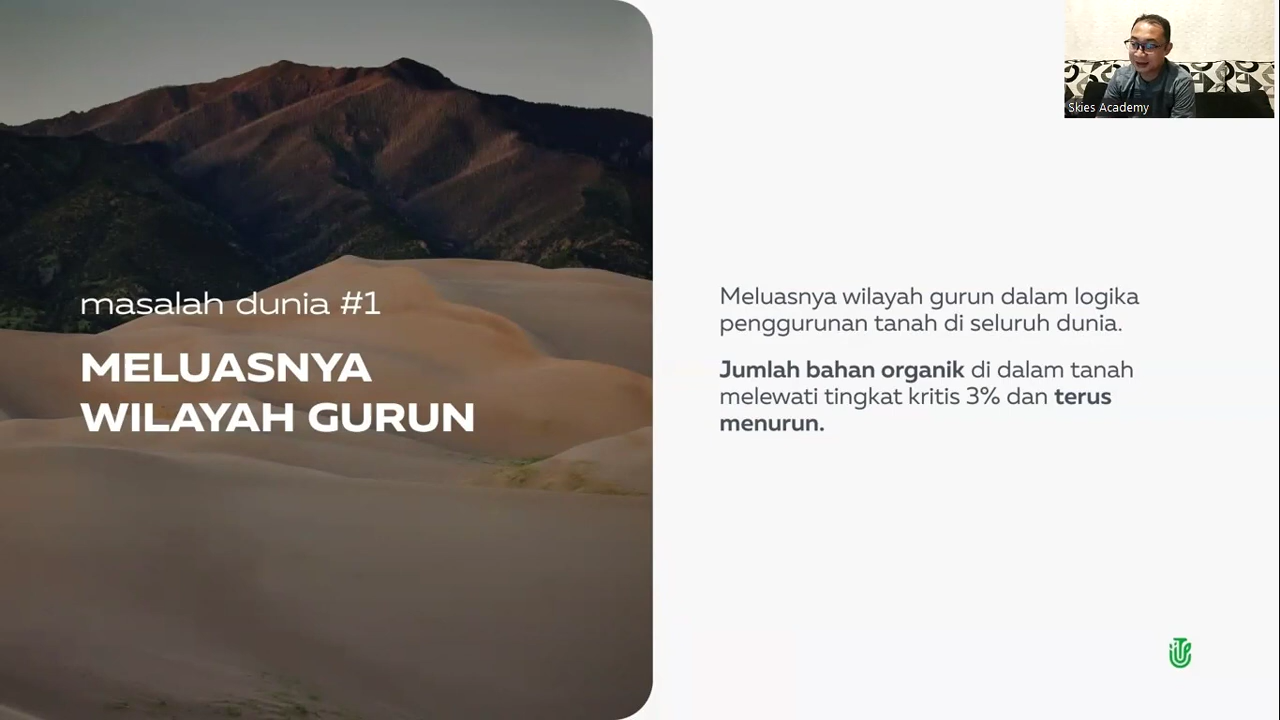 masalah dunia #1
MELUASNYA
WILAYAH GURUN
Meluasnya wilayah gurun dalam logika
penggurunan tanah di seluruh dunia.
Jumlah bahan organik di dalam tanah
melewati tingkat kritis 3% dan terus
menurun.
Skies Academy